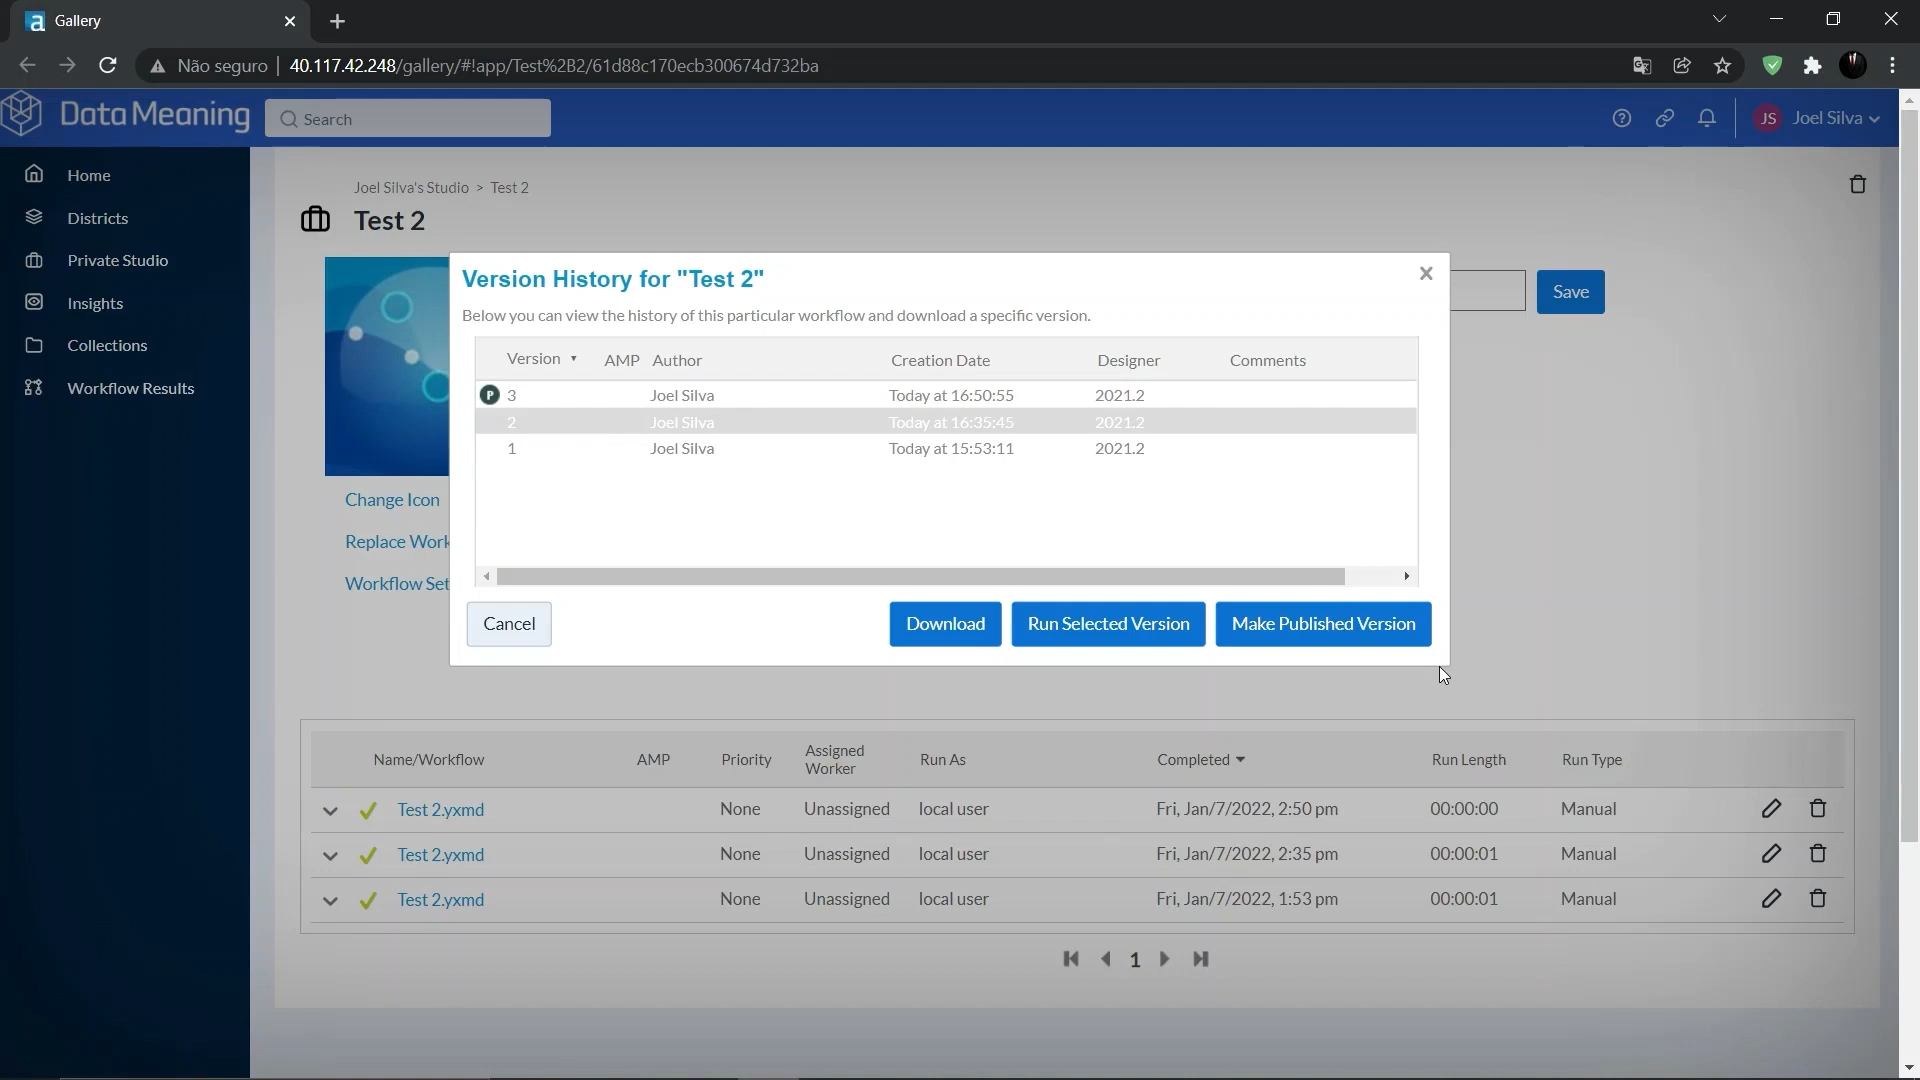 Gallery
Não seguro
40.117.42.248/gallery/#!app/Test%2B2/61d88c170ecb300674d732ba
Data Meaning
Search
JS
Joel Silva
Home
Districts
Private Studio
Insights
Collections
Workflow Results
Joel Silva's Studio > Test 2
Test 2
Save
Version History for "Test 2"
Below you can view the history of this particular workflow and download a specific version.
Version AMP Author Creation Date Designer Comments
P 3 Joel Silva Today at 16:50:55 2021.2
2 Joel Silva Today at 16:35:45 2021.2
1 Joel Silva Today at 15:53:11 2021.2
Change Icon
Replace Work
Workflow Set
Cancel
Download
Run Selected Version
Make Published Version
Name/Workflow AMP Priority Assigned Worker Run As Completed Run Length Run Type
Test 2.yxmd None Unassigned local user Fri, Jan/7/2022, 2:50 pm 00:00:00 Manual
Test 2.yxmd None Unassigned local user Fri, Jan/7/2022, 2:35 pm 00:00:01 Manual
Test 2.yxmd None Unassigned local user Fri, Jan/7/2022, 1:53 pm 00:00:01 Manual
1